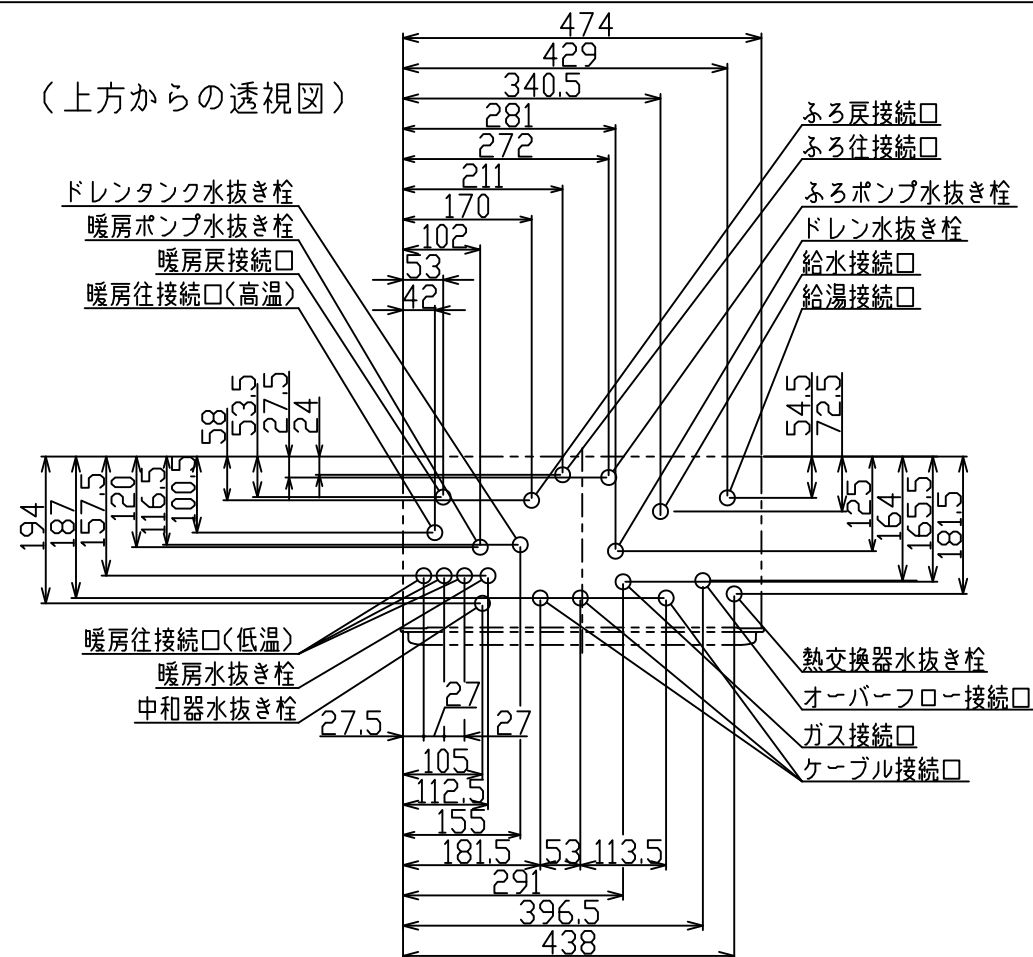 474
429
(上方からの透視図)
340.5
281
272
211
170
102
53
42
ドレンタンク水抜き栓
暖房ポンプ水抜き栓
暖房戻接続口
暖房往接続口(高温)
ふろ戻接続口
ふろ往接続口
ふろポンプ水抜き栓
ドレン水抜き栓
給水接続口
給湯接続口
58
53.5
27.5
24
54.5
72.5
194
187
157.5
120
116.5
100.5
125
164
165.5
181.5
暖房往接続口(低温)
暖房水抜き栓
中和器水抜き栓
熱交換器水抜き栓
オーバーフロー接続口
ガス接続口
ケーブル接続口
27.5
27
27
105
112.5
155
181.5
53
113.5
291
396.5
438